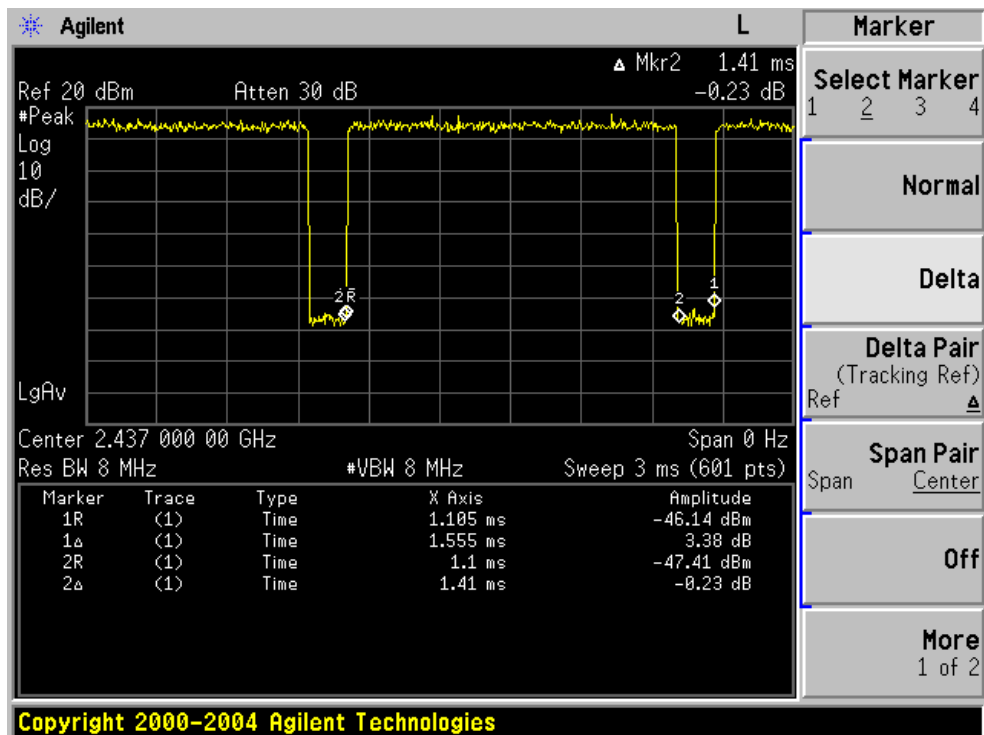 Agilent L
Δ Mkr2 1.41 ms
Ref 20 dBm Atten 30 dB -0.23 dB
#Peak
Log
10
dB/
2R
2
1
LgAv
Center 2.437 000 00 GHz Span 0 Hz
Res BW 8 MHz #VBW 8 MHz Sweep 3 ms (601 pts)
Marker Trace Type X Axis Amplitude
1R (1) Time 1.105 ms -46.14 dBm
1Δ (1) Time 1.555 ms 3.38 dB
2R (1) Time 1.1 ms -47.41 dBm
2Δ (1) Time 1.41 ms -0.23 dB
Copyright 2000-2004 Agilent Technologies
Marker
Select Marker
1 2 3 4
Normal
Delta
Delta Pair
(Tracking Ref)
Ref Δ
Span Pair
Span Center
Off
More
1 of 2